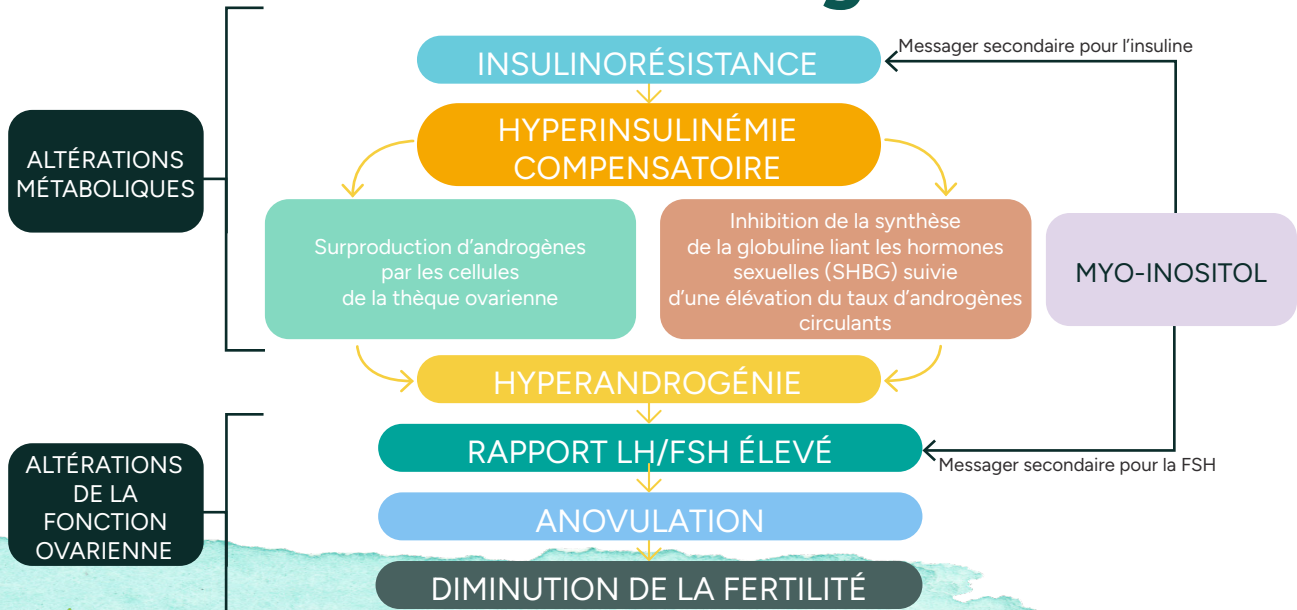 Messager secondaire pour l'insuline
INSULINORÉSISTANCE
HYPERINSULINÉMIE
COMPENSATOIRE
ALTÉRATIONS
MÉTABOLIQUES
Surproduction d'androgènes
par les cellules
de la thèque ovarienne
Inhibition de la synthèse
de la globuline liant les hormones
sexuelles (SHBG) suivie
d'une élévation du taux d'androgènes
circulants
MYO-INOSITOL
HYPERANDROGÉNIE
RAPPORT LH/FSH ÉLEVÉ
Messager secondaire pour la FSH
ALTÉRATIONS
DE LA
FONCTION
OVARIENNE
ANOVULATION
DIMINUTION DE LA FERTILITÉ